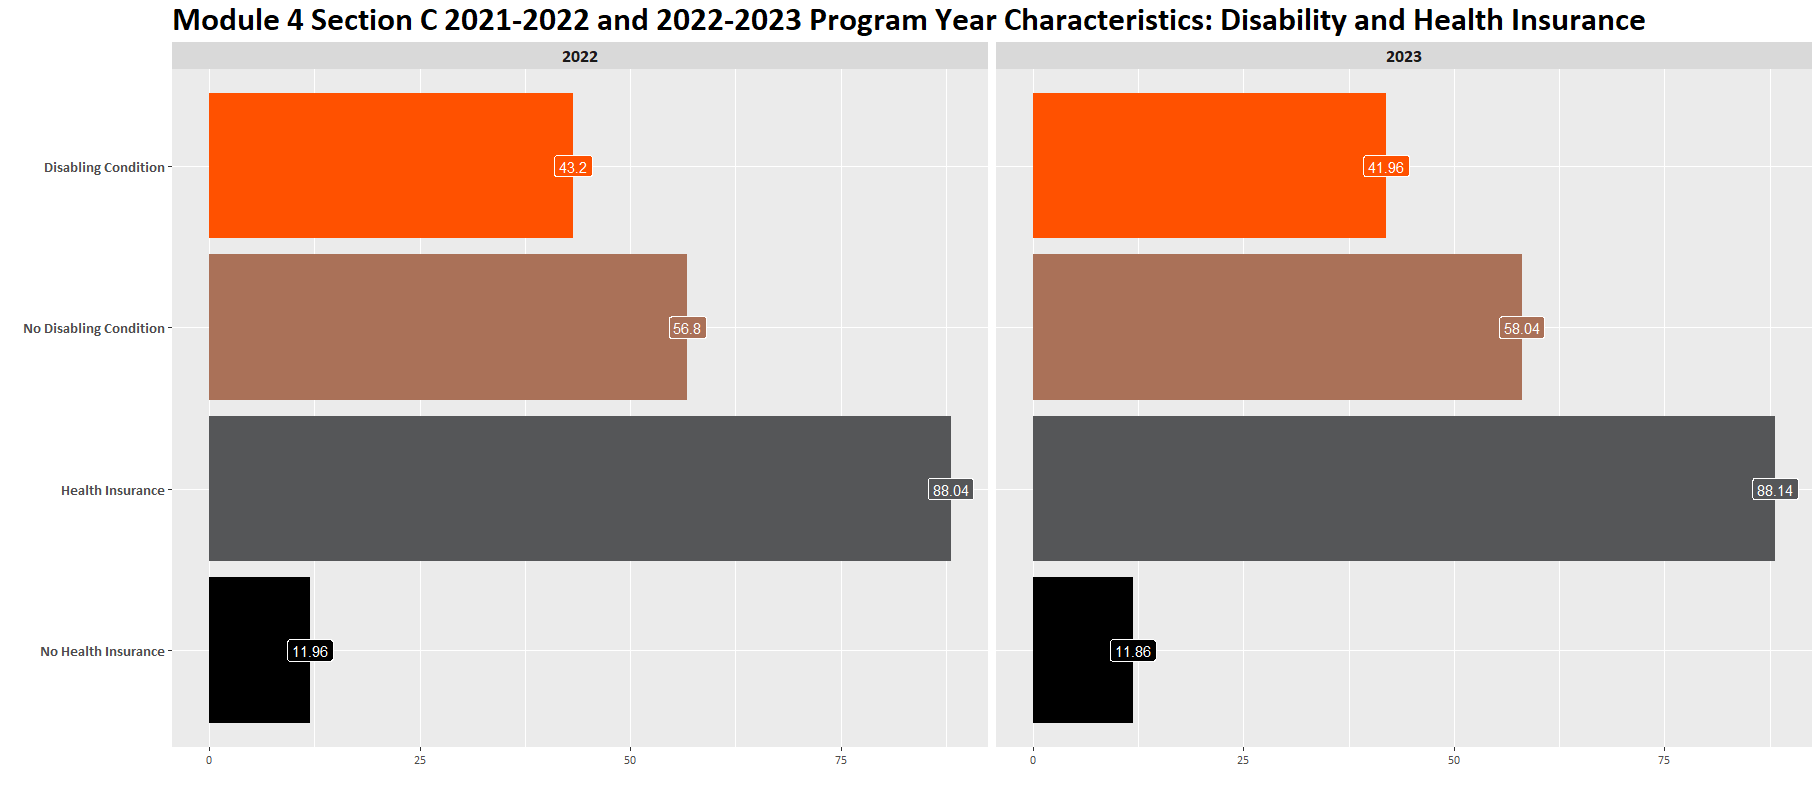 Module 4 Section C 2021-2022 and 2022-2023 Program Year Characteristics: Disability and Health Insurance
2022
2023
Disabling Condition
43.2
41.96
No Disabling Condition
56.8
58.04
Health Insurance
88.04
88.14
No Health Insurance
11.96
11.86
0 25 50 75
0 25 50 75